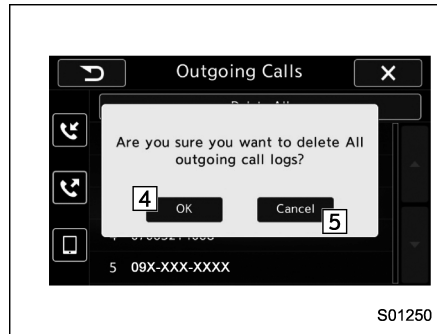 Outgoing Calls
Are you sure you want to delete All
outgoing call logs?
4
OK
Cancel
5
5 09X-XXX-XXXX
S01250